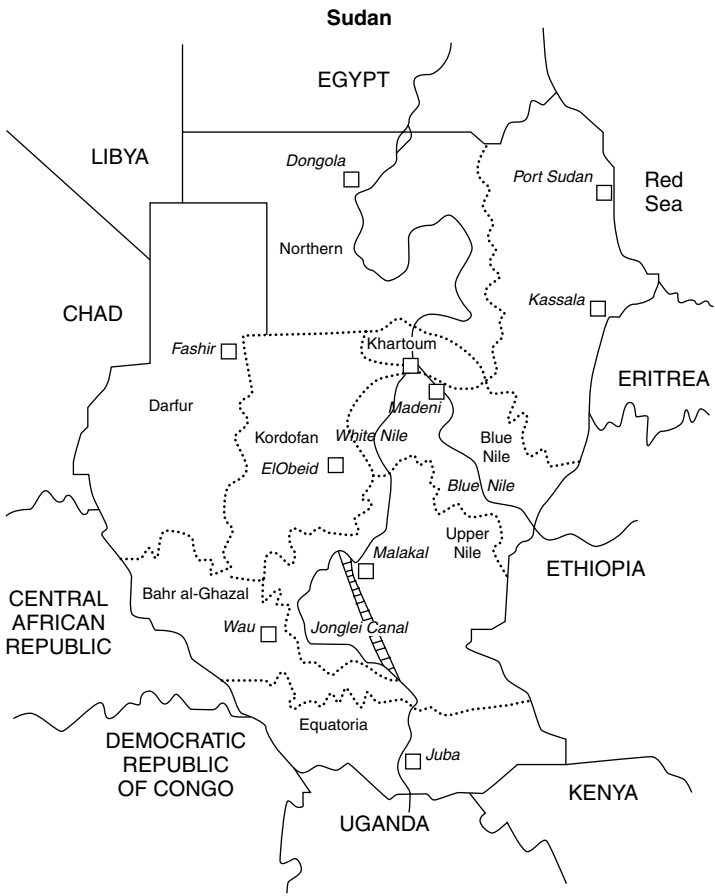 Sudan
EGYPT
LIBYA
Dongola
Port Sudan
Red
Sea
Northern
CHAD
Kassala
Khartoum
Fashir
ERITREA
Darfur
Madeni
Kordofan
White Nile
Blue
Nile
ElObeid
Blue Nile
Upper
Nile
Malakal
ETHIOPIA
Bahr al-Ghazal
CENTRAL
AFRICAN
REPUBLIC
Wau
Jonglei Canal
Equatoria
DEMOCRATIC
REPUBLIC
OF CONGO
Juba
KENYA
UGANDA